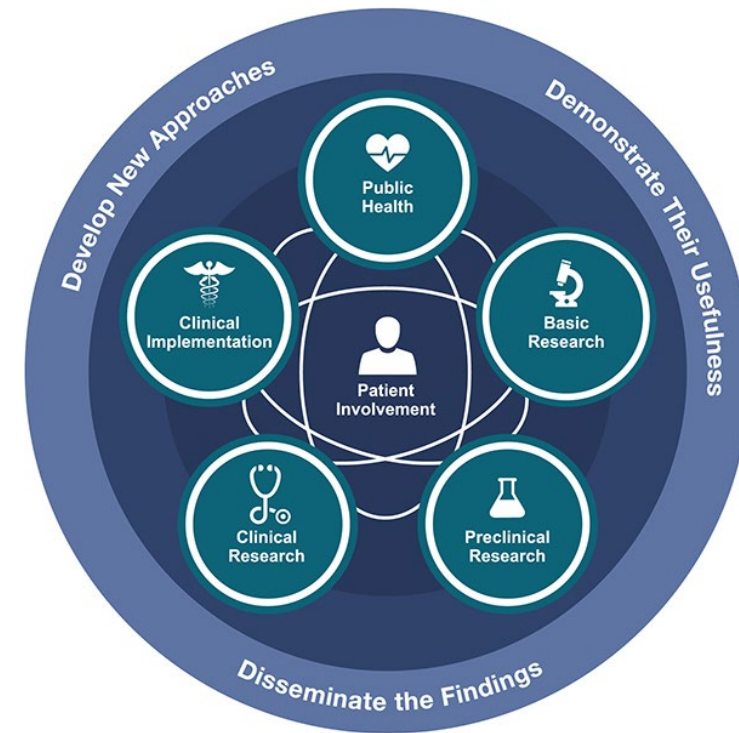 Develop New Approaches
Demonstrate Their Usefulness
Public
Health
Clinical
Implementation
Basic
Research
Patient
Involvement
Clinical
Research
Preclinical
Research
Disseminate the Findings